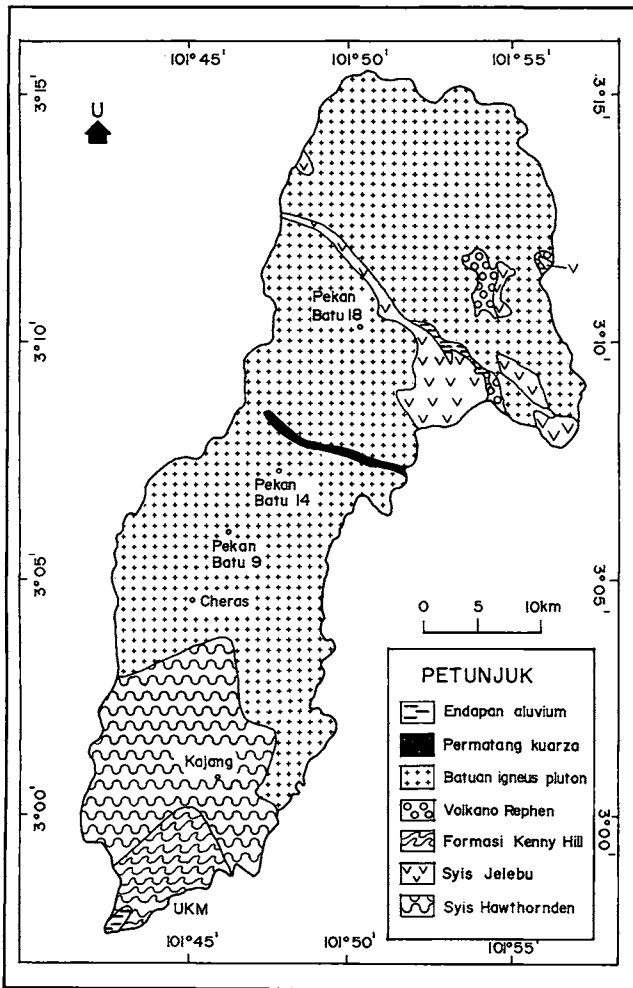 101°45'
101°50'
101°55'
3°15'
3°15'
U
Pekan
Batu 18
V
3°10'
3°10'
Pekan
Batu 14
Pekan
Batu 9
3°05'
3°05'
Cheras
0 5 10km
PETUNJUK
Endapan aluvium
Permatang kuarza
Batuan igneus pluton
Volkano Rephen
Formasi Kenny Hill
Syis Jelebu
Syis Hawthornden
Kajang
3°00'
3°00'
UKM
101°45'
101°50'
101°55'